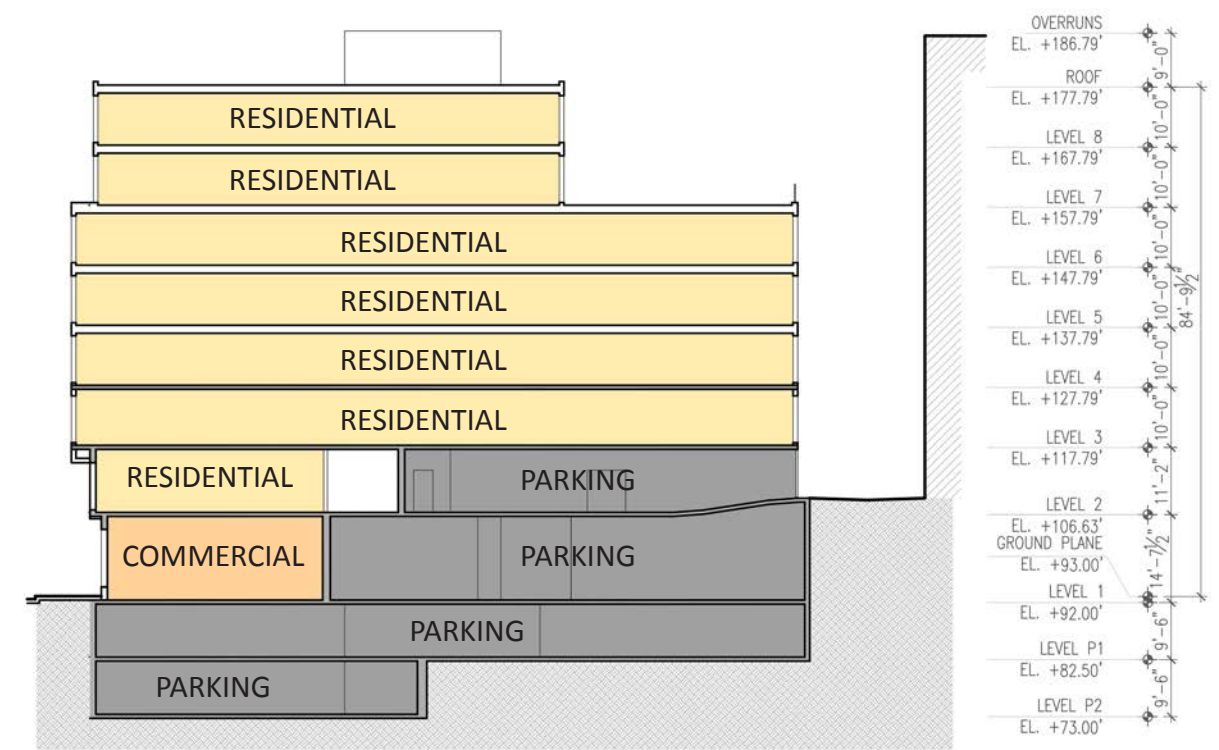 OVERRUNS
EL. +186.79'
9'-0"
ROOF
EL. +177.79'
10'-0"
RESIDENTIAL
LEVEL 8
EL. +167.79'
10'-0"
RESIDENTIAL
LEVEL 7
EL. +157.79'
10'-0"
RESIDENTIAL
LEVEL 6
EL. +147.79'
10'-0"
84'-9½"
RESIDENTIAL
LEVEL 5
EL. +137.79'
10'-0"
RESIDENTIAL
LEVEL 4
EL. +127.79'
10'-0"
RESIDENTIAL
LEVEL 3
EL. +117.79'
11'-2"
RESIDENTIAL
PARKING
LEVEL 2
EL. +106.63'
14'-7½"
COMMERCIAL
PARKING
GROUND PLANE
EL. +93.00'
LEVEL 1
EL. +92.00'
9'-6"
PARKING
LEVEL P1
EL. +82.50'
9'-6"
PARKING
LEVEL P2
EL. +73.00'